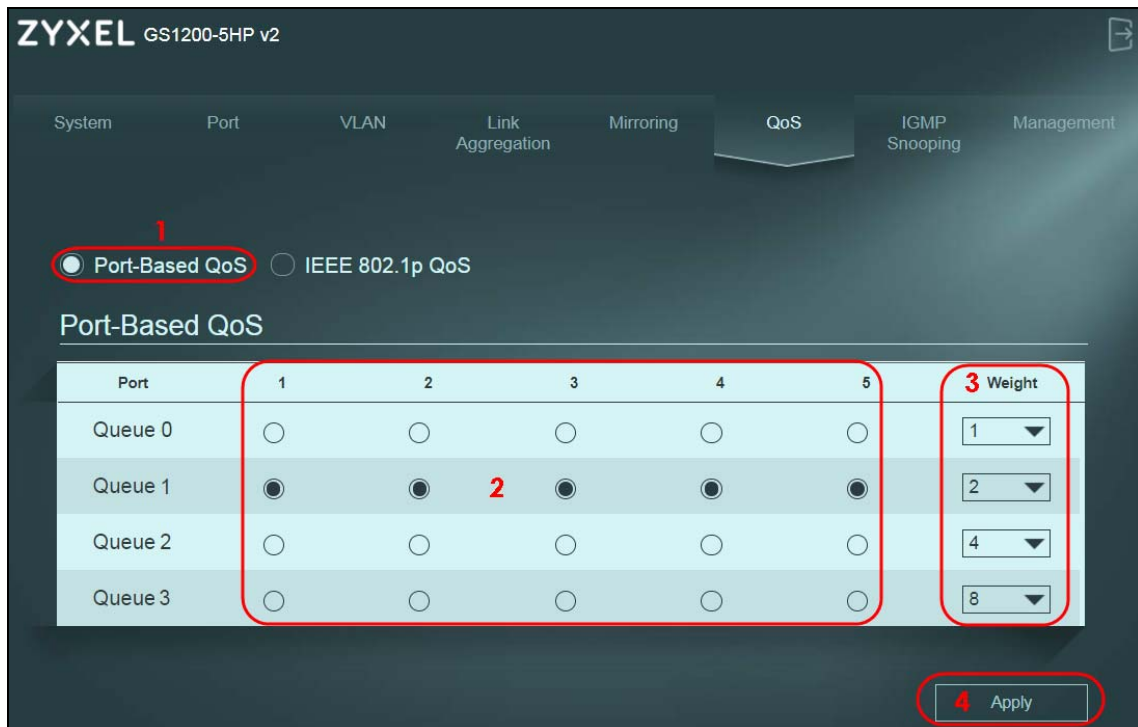 ZYXEL GS1200-5HP v2
System Port VLAN Link Aggregation Mirroring QoS IGMP Snooping Management
1
Port-Based QoS IEEE 802.1p QoS
Port-Based QoS
Port 1 2 3 4 5 3 Weight
Queue 0 1
Queue 1 2 2
Queue 2 4
Queue 3 8
4 Apply